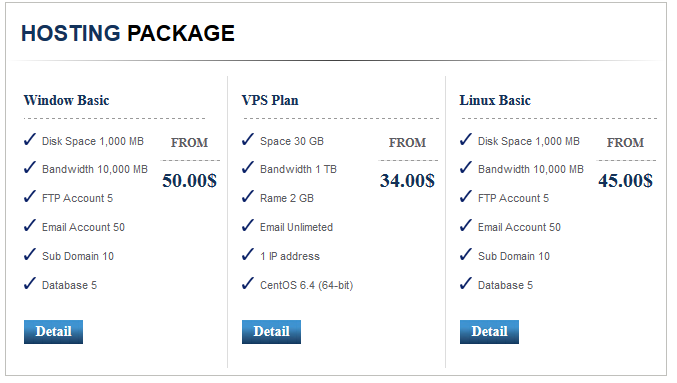 HOSTING PACKAGE
Window Basic
Disk Space 1,000 MB
Bandwidth 10,000 MB
FTP Account 5
Email Account 50
Sub Domain 10
Database 5
FROM
50.00$
Detail
VPS Plan
Space 30 GB
Bandwidth 1 TB
Rame 2 GB
Email Unlimeted
1 IP address
CentOS 6.4 (64-bit)
FROM
34.00$
Detail
Linux Basic
Disk Space 1,000 MB
Bandwidth 10,000 MB
FTP Account 5
Email Account 50
Sub Domain 10
Database 5
FROM
45.00$
Detail